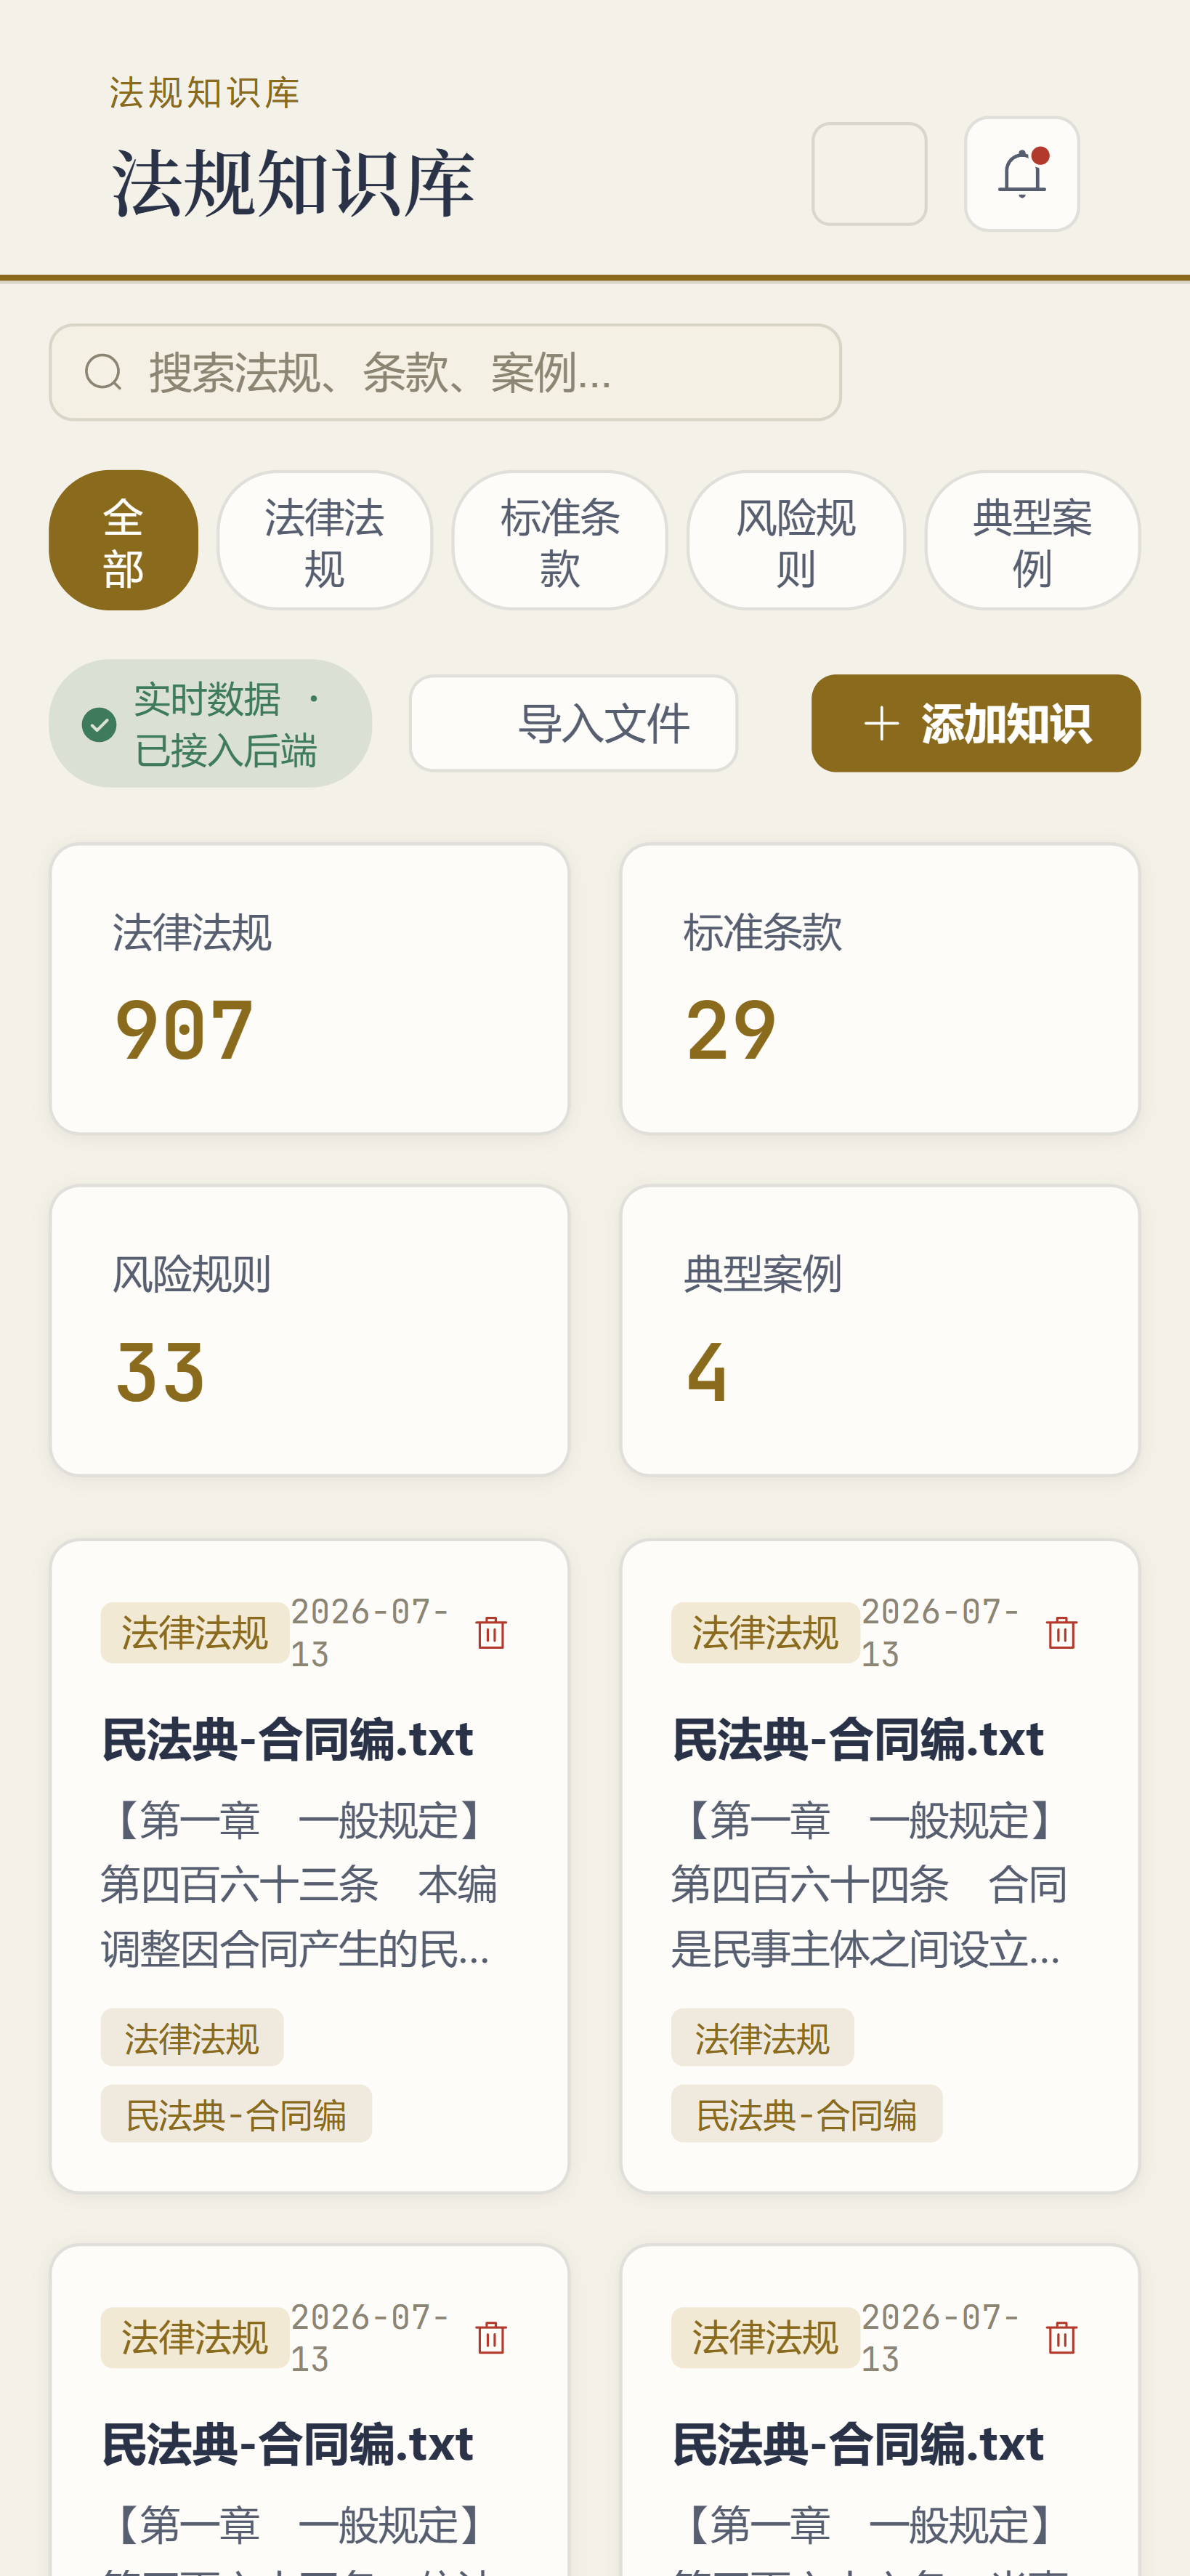 法规知识库
法规知识库
搜索法规、条款、案例...
全部
法律法规
标准条款
风险规则
典型案例
实时数据 ·
已接入后端
导入文件
添加知识
法律法规
907
标准条款
29
风险规则
33
典型案例
4
法律法规
2026-07-
13
民法典-合同编.txt
【第一章　一般规定】
第四百六十三条　本编
调整因合同产生的民...
法律法规
民法典-合同编
法律法规
2026-07-
13
民法典-合同编.txt
【第一章　一般规定】
第四百六十四条　合同
是民事主体之间设立...
法律法规
民法典-合同编
法律法规
2026-07-
13
民法典-合同编.txt
【第一章　一般规定】
法律法规
2026-07-
13
民法典-合同编.txt
【第一章　一般规定】